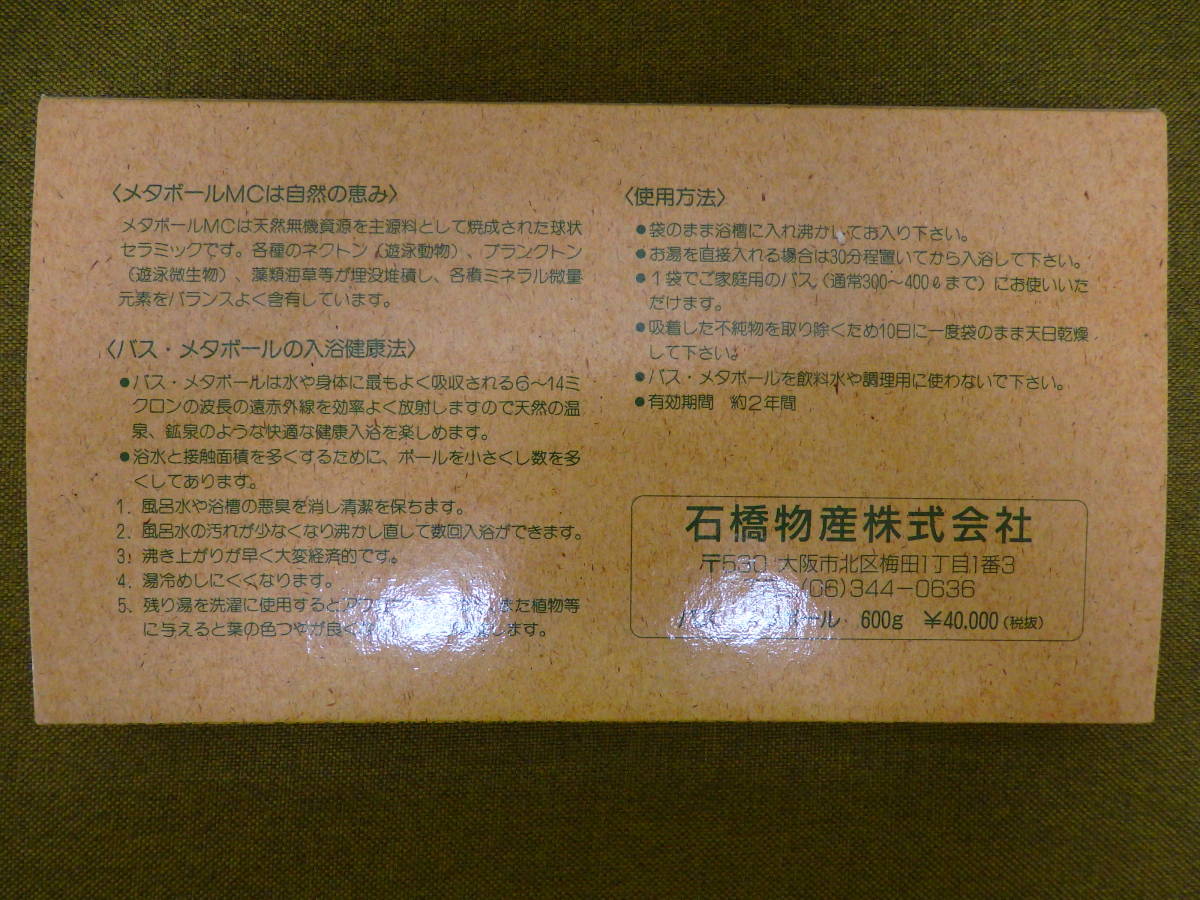 〈メタボールMCは自然の恵み〉
メタボールMCは天然無機資源を主源料として焼成された球状
セラミックです。各種のネクトン(遊泳動物)、プランクトン
(遊泳微生物)、藻類海草等が埋没堆積し、各積ミネラル微量
元素をバランスよく含有しています。
〈バス・メタボールの入浴健康法〉
●バス・メタボールは水や身体に最もよく吸収される6〜14ミ
クロンの波長の遠赤外線を効率よく放射しますので天然の温
泉、鉱泉のような快適な健康入浴を楽しめます。
●浴水と接触面積を多くするために、ボールを小さくし数を多
くしてあります。
1. 風呂水や浴槽の悪臭を消し清潔を保ちます。
2. 風呂水の汚れが少なくなり沸かし直して数回入浴ができます。
3. 沸き上がりが早く大変経済的です。
4. 湯冷めしにくくなります。
5. 残り湯を洗濯に使用すると また植物等
に与えると葉の色つやが良く します。
〈使用方法〉
●袋のまま浴槽に入れ沸かしてお入り下さい。
●お湯を直接入れる場合は30分程置いてから入浴して下さい。
●1袋でご家庭用のバス(通常300〜400ℓまで)にお使いいた
だけます。
●吸着した不純物を取り除くため10日に一度袋のまま天日乾燥
して下さい。
●バス・メタボールを飲料水や調理用に使わないで下さい。
●有効期間 約2年間
石橋物産株式会社
〒530 大阪市北区梅田1丁目1番3
(06)344-0636
バス ボール 600g ¥40,000(税抜)